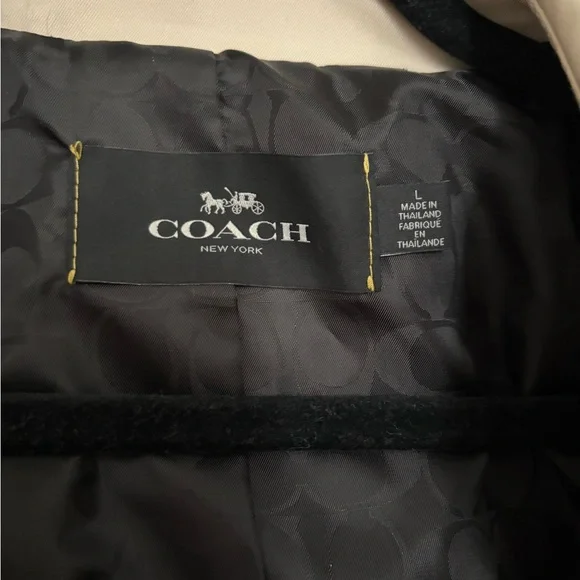 COACH
NEW YORK
L
MADE IN
THAILAND
FABRIQUÉ
EN
THAÏLANDE